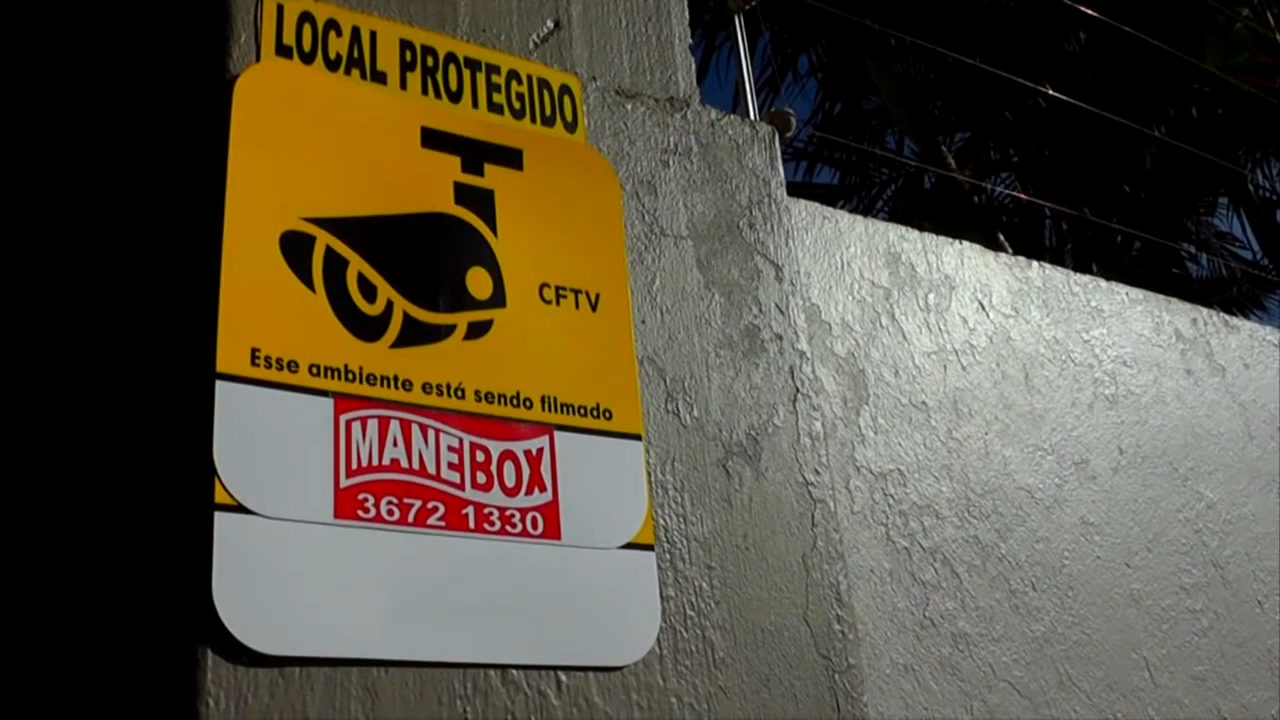 LOCAL PROTEGIDO
CFTV
Esse ambiente está sendo filmado
MANEBOX
3672 1330